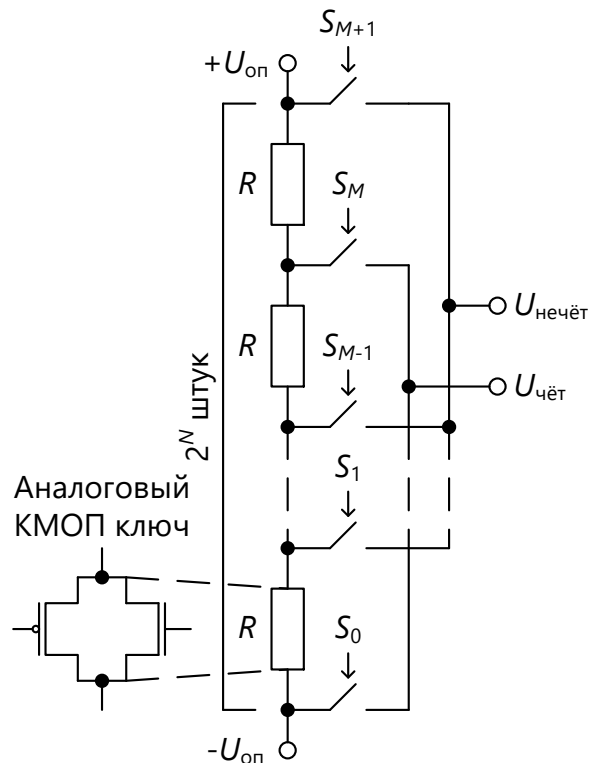 S_{M+1}
+U_{оп}
R
S_M
R
S_{M-1}
U_{нечёт}
U_{чёт}
2^N штук
Аналоговый
КМОП ключ
S_1
R
S_0
-U_{оп}